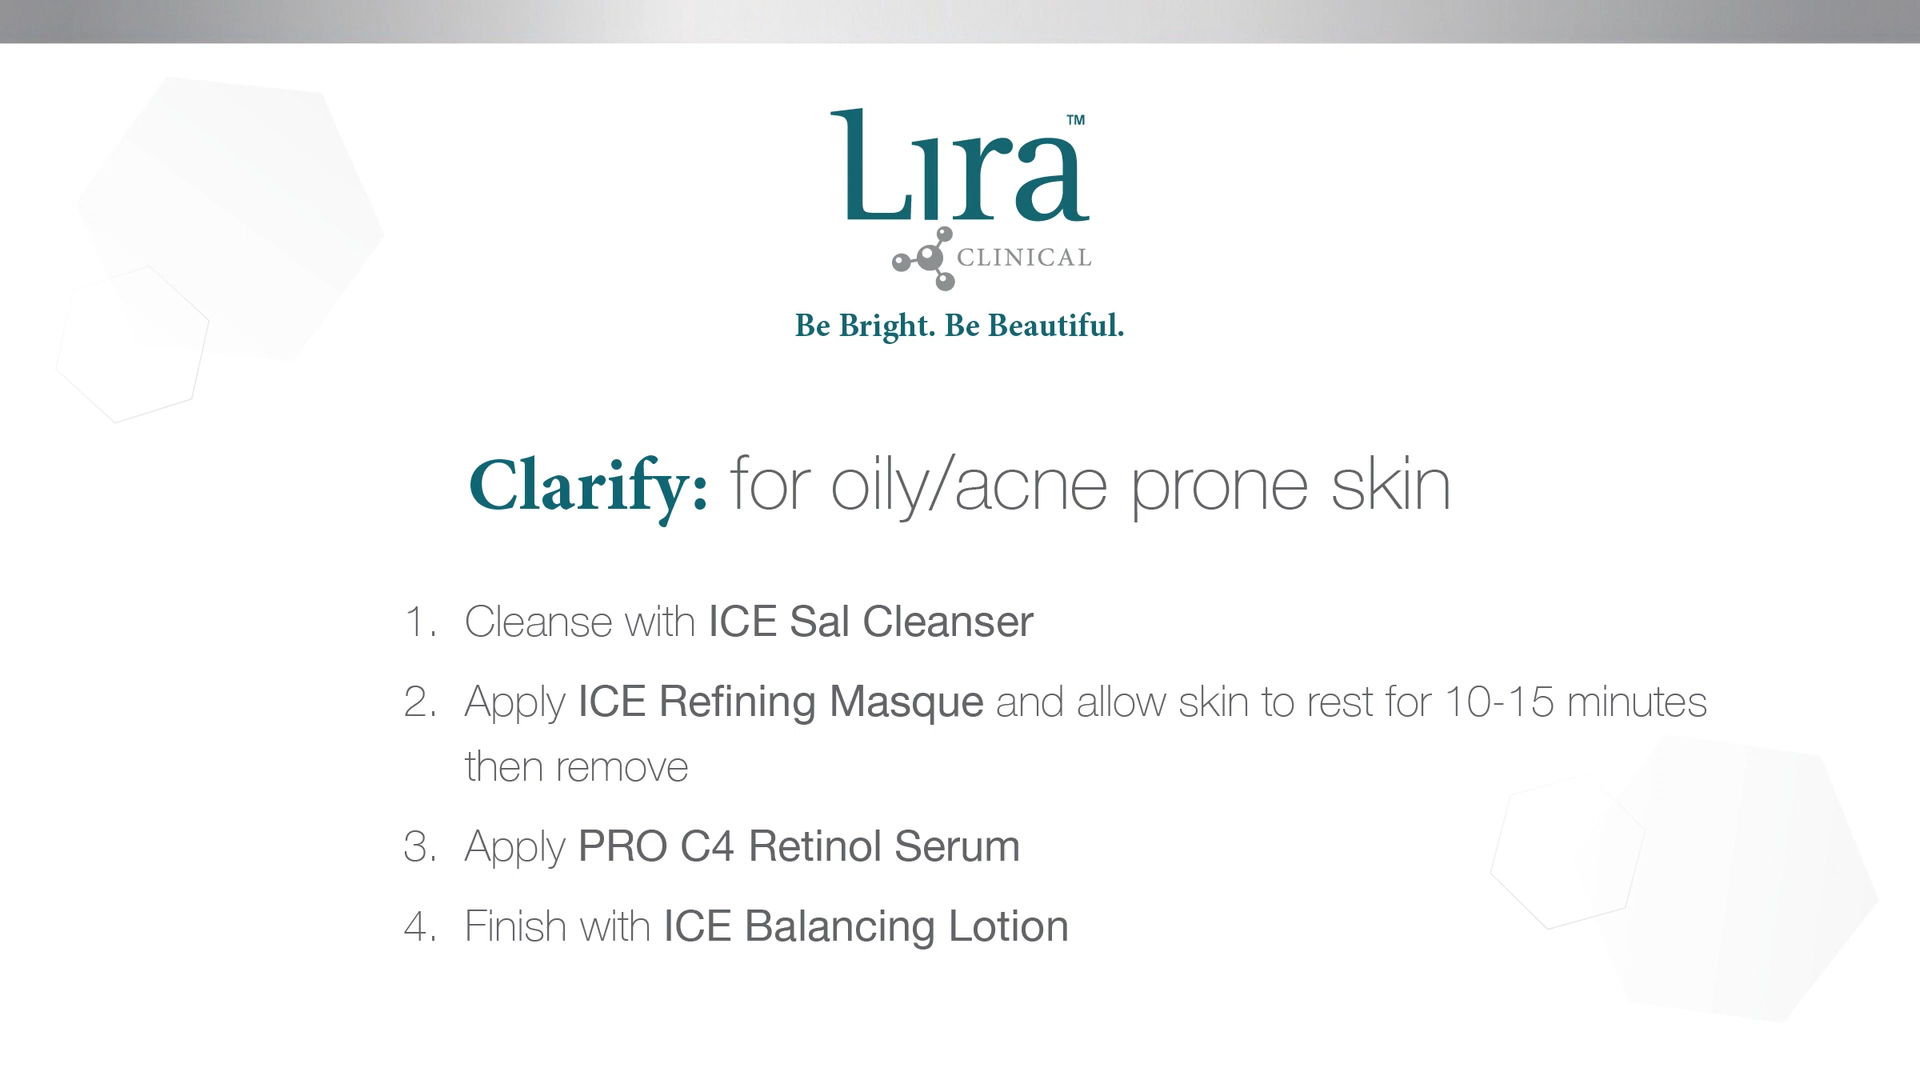 Lira™
CLINICAL
Be Bright. Be Beautiful.
Clarify: for oily/acne prone skin
1. Cleanse with ICE Sal Cleanser
2. Apply ICE Refining Masque and allow skin to rest for 10-15 minutes
then remove
3. Apply PRO C4 Retinol Serum
4. Finish with ICE Balancing Lotion